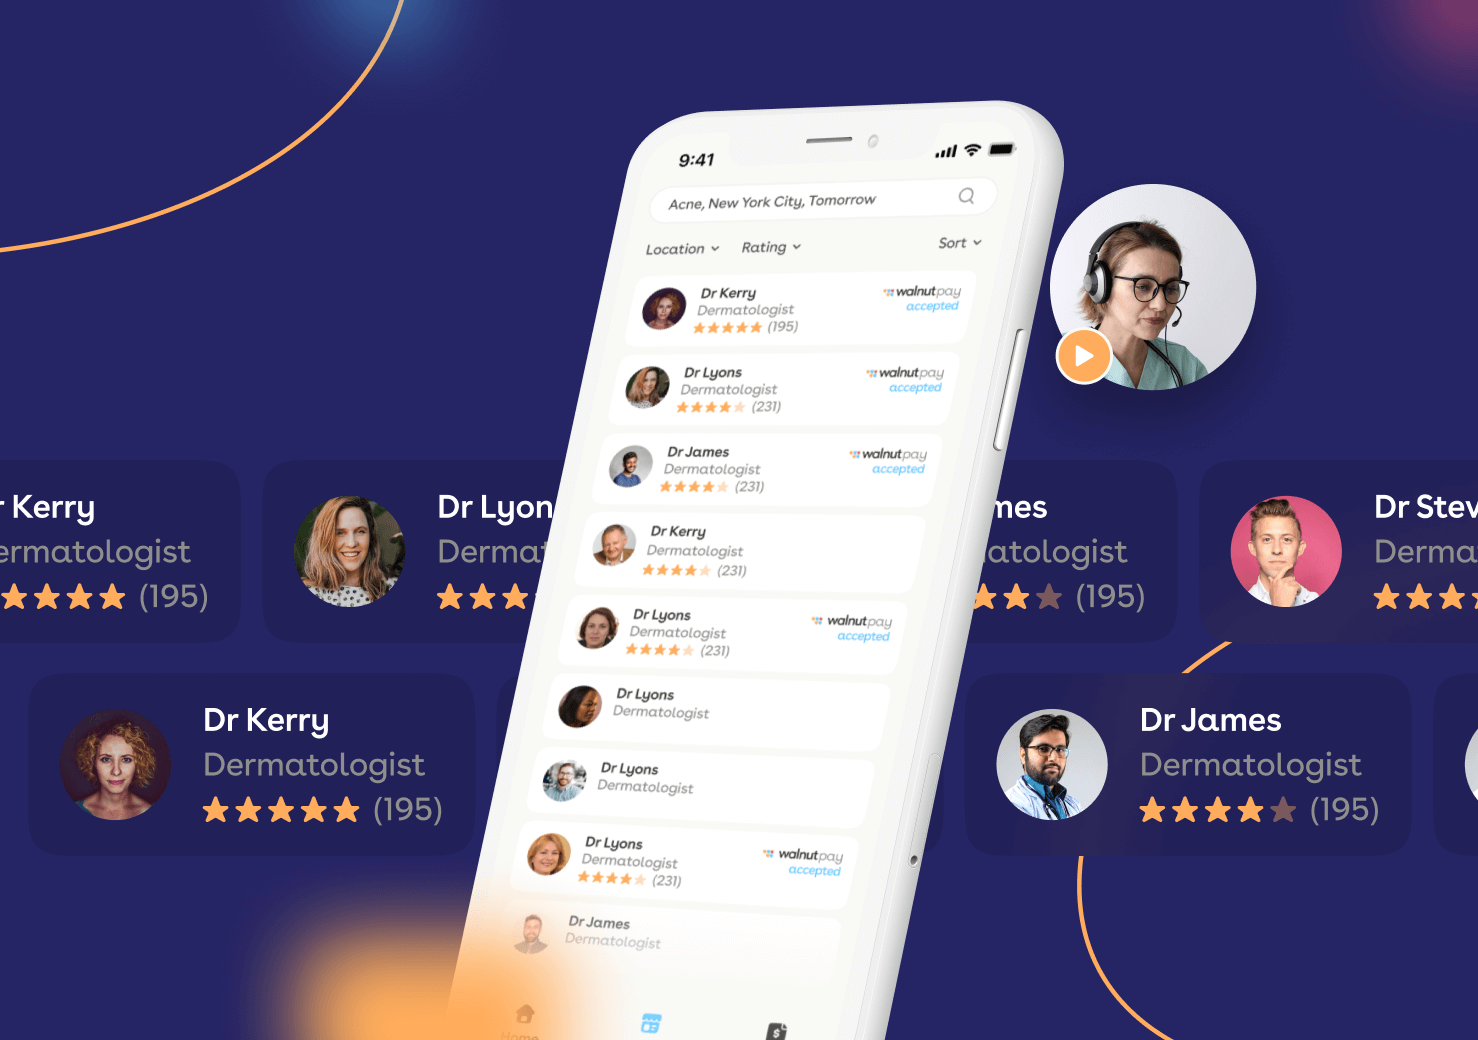 9:41
Acne, New York City, Tomorrow
Location
Rating
Sort
Dr Kerry
Dermatologist
(195)
walnutpay
accepted
Dr Lyons
Dermatologist
(231)
walnutpay
accepted
Dr James
Dermatologist
(231)
walnutpay
accepted
Dr Kerry
Dermatologist
(231)
Dr Lyons
Dermatologist
(231)
walnutpay
accepted
Dr Lyons
Dermatologist
Dr Lyons
Dermatologist
Dr Lyons
Dermatologist
(231)
walnutpay
accepted
Dr James
Dermatologist
Home
r Kerry
ermatologist
(195)
Dr Lyon
Dermat
mes
atologist
(195)
Dr Stev
Derma
Dr Kerry
Dermatologist
(195)
Dr James
Dermatologist
(195)